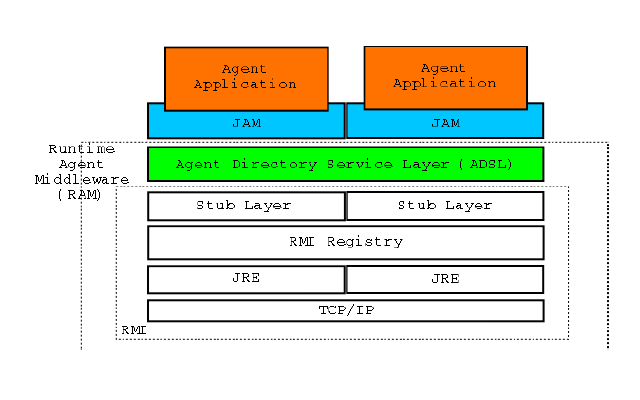 Agent
Application
Agent
Application
JAM
JAM
Runtime
Agent
Middleware
(RAM)
Agent Directory Service Layer (ADSL)
Stub Layer
Stub Layer
RMI Registry
JRE
JRE
TCP/IP
RMI